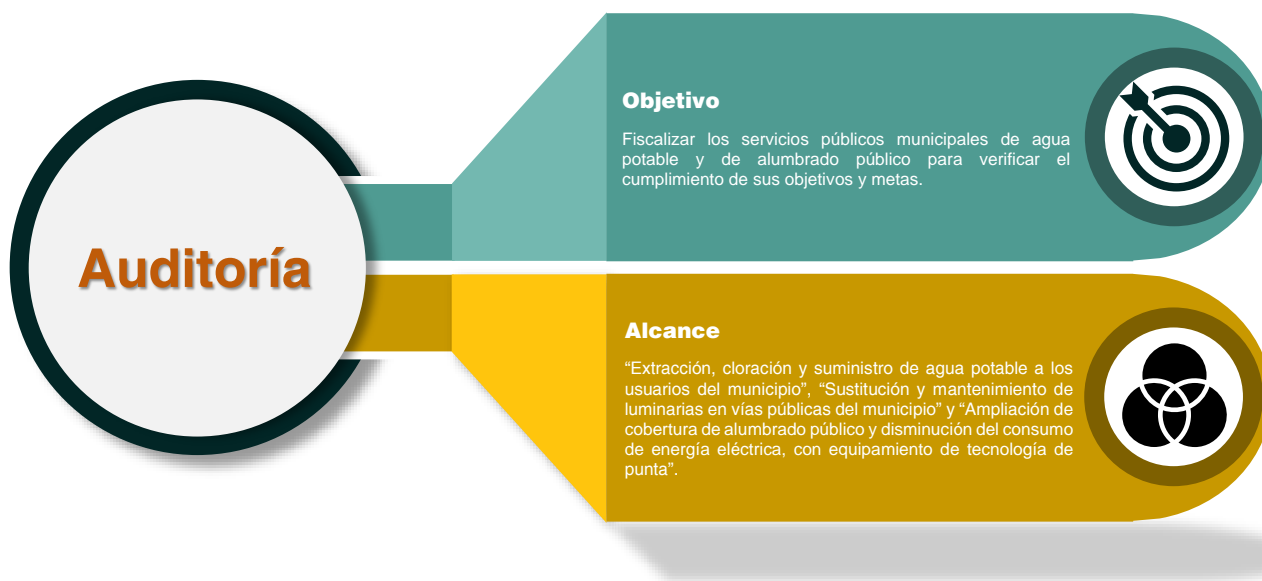 Auditoría
Objetivo
Fiscalizar los servicios públicos municipales de agua
potable y de alumbrado público para verificar el
cumplimiento de sus objetivos y metas.
Alcance
“Extracción, cloración y suministro de agua potable a los
usuarios del municipio”, “Sustitución y mantenimiento de
luminarias en vías públicas del municipio” y “Ampliación de
cobertura de alumbrado público y disminución del consumo
de energía eléctrica, con equipamiento de tecnología de
punta”.